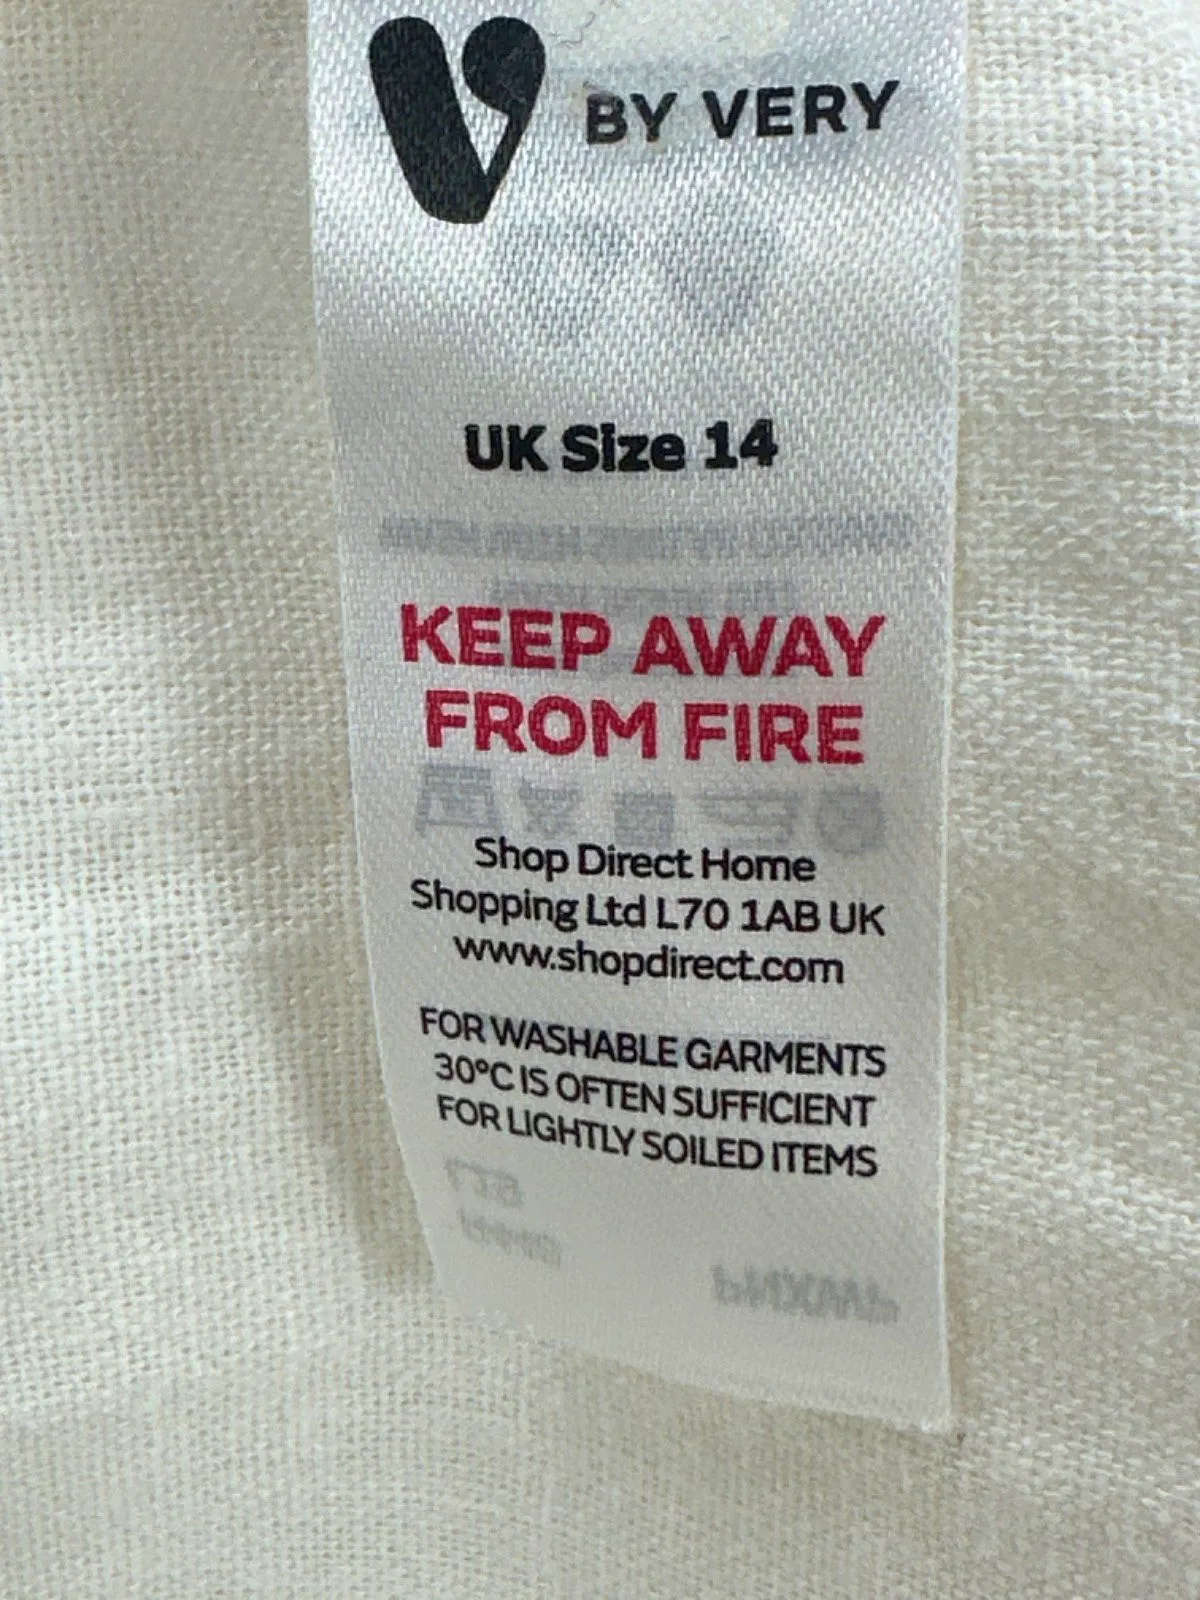 V BY VERY
UK Size 14
KEEP AWAY
FROM FIRE
Shop Direct Home
Shopping Ltd L70 1AB UK
www.shopdirect.com
FOR WASHABLE GARMENTS
30°C IS OFTEN SUFFICIENT
FOR LIGHTLY SOILED ITEMS